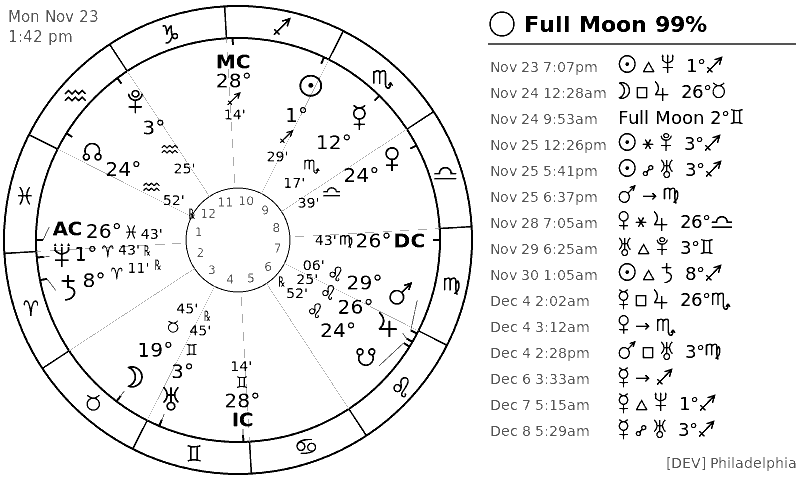 Mon Nov 23
1:42 pm
MC
28°
♐
14'
☉
1°
♐
29'
☿
12°
♏
17'
♀
24°
♎
39'
♇
3°
♒
25'
℞
☊
24°
♒
52'
℞
AC 26° ♓ 43'
♆ 1° ♈ 43' ℞
♄ 8° ♈ 11' ℞
43' ♍ 26° DC
06' ♌ 29° ♂
25' ♌ 26° ♃
52' ♌ 24° ☋
☽
19°
♉
45'
♅
3°
♊
45'
℞
14'
♊
28°
IC
1 2 3 4 5 6 7 8 9 10 11 12
♈ ♉ ♊ ♋ ♌ ♍ ♎ ♏ ♐ ♑ ♒ ♓
Full Moon 99%
Nov 23 7:07pm ☉ △ ♆ 1°♐
Nov 24 12:28am ☽ □ ♃ 26°♉
Nov 24 9:53am Full Moon 2°♊
Nov 25 12:26pm ☉ ⚹ ♇ 3°♐
Nov 25 5:41pm ☉ ☍ ♅ 3°♐
Nov 25 6:37pm ♂ → ♍
Nov 28 7:05am ♀ ⚹ ♃ 26°♎
Nov 29 6:25am ♅ △ ♇ 3°♊
Nov 30 1:05am ☉ △ ♄ 8°♐
Dec 4 2:02am ☿ □ ♃ 26°♏
Dec 4 3:12am ♀ → ♏
Dec 4 2:28pm ♂ □ ♅ 3°♍
Dec 6 3:33am ☿ → ♐
Dec 7 5:15am ☿ △ ♆ 1°♐
Dec 8 5:29am ☿ ☍ ♅ 3°♐
[DEV] Philadelphia